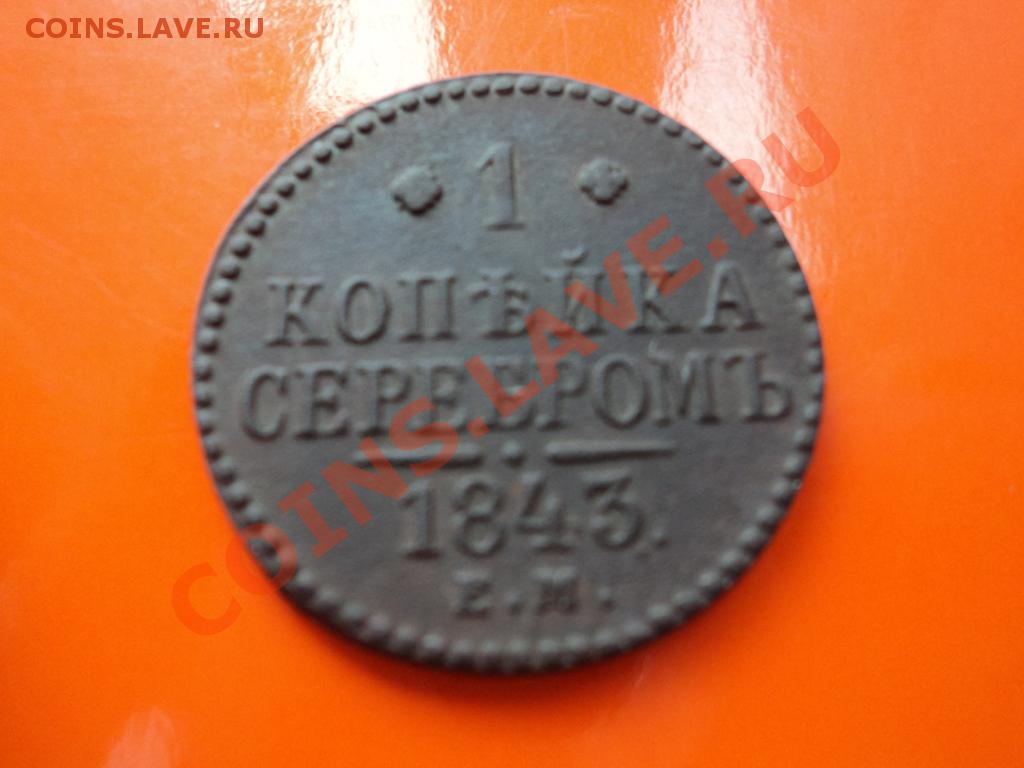 COINS.LAVE.RU
1
КОПѢЙКА
СЕРЕБРОМЪ
1843.
Е.М.
COINS.LAVE.RU